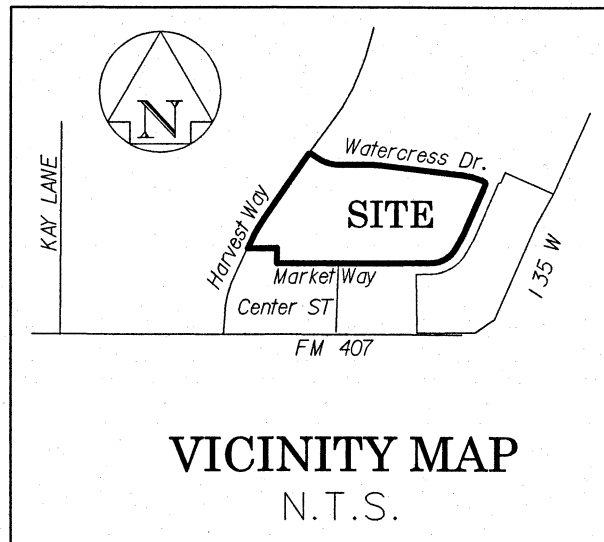 N
Watercress Dr.
KAY LANE
SITE
Harvest Way
I 35 W
Market Way
Center ST
FM 407
VICINITY MAP
N.T.S.